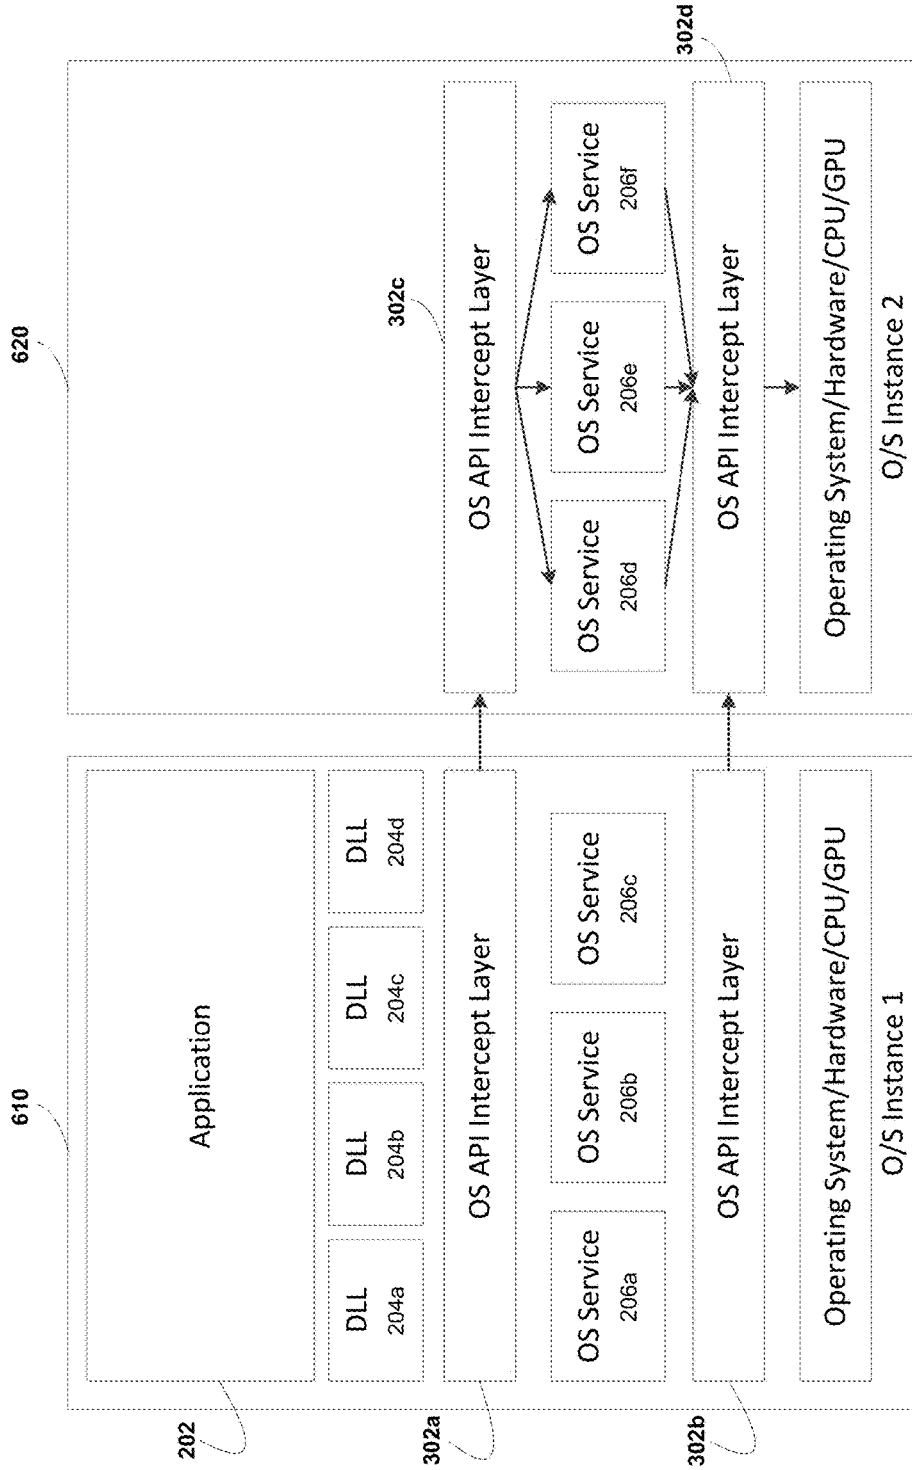 610
620
202
Application
DLL
204a
DLL
204b
DLL
204c
DLL
204d
302a
OS API Intercept Layer
302c
OS API Intercept Layer
OS Service
206a
OS Service
206b
OS Service
206c
OS Service
206d
OS Service
206e
OS Service
206f
302b
OS API Intercept Layer
OS API Intercept Layer
302d
Operating System/Hardware/CPU/GPU
Operating System/Hardware/CPU/GPU
O/S Instance 1
O/S Instance 2